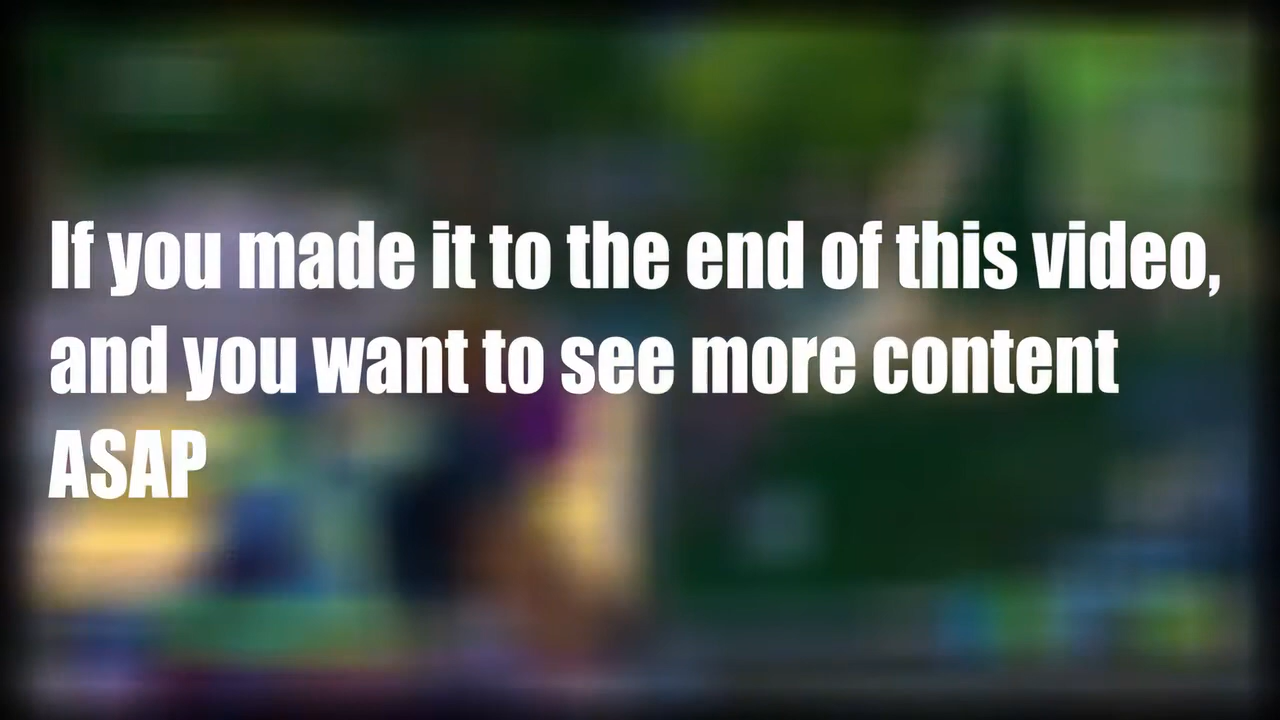 If you made it to the end of this video,
and you want to see more content
ASAP